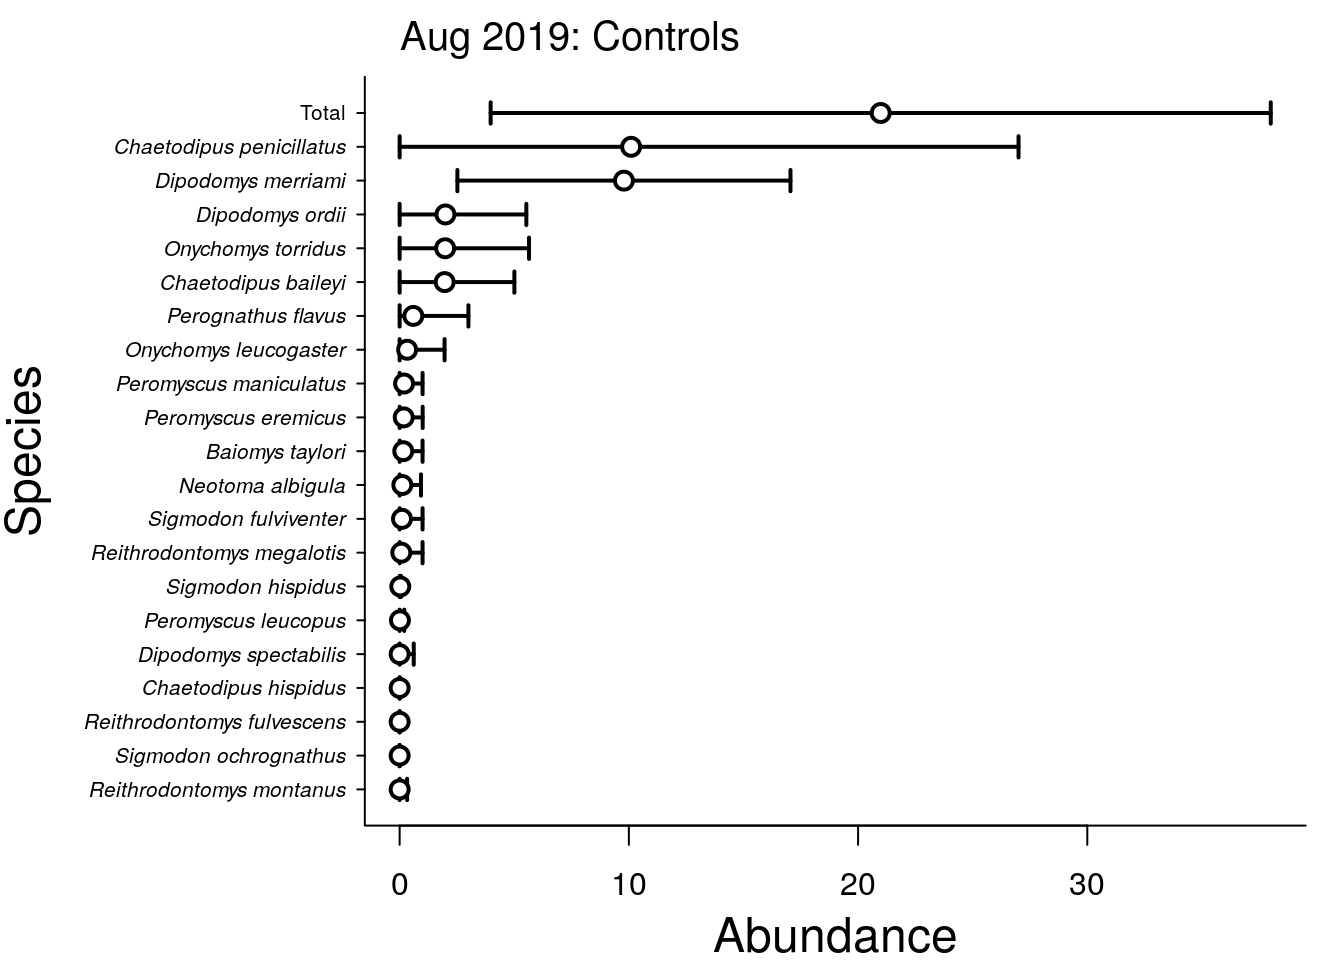 Aug 2019: Controls
Species
Total
Chaetodipus penicillatus
Dipodomys merriami
Dipodomys ordii
Onychomys torridus
Chaetodipus baileyi
Perognathus flavus
Onychomys leucogaster
Peromyscus maniculatus
Peromyscus eremicus
Baiomys taylori
Neotoma albigula
Sigmodon fulviventer
Reithrodontomys megalotis
Sigmodon hispidus
Peromyscus leucopus
Dipodomys spectabilis
Chaetodipus hispidus
Reithrodontomys fulvescens
Sigmodon ochrognathus
Reithrodontomys montanus
0 10 20 30
Abundance